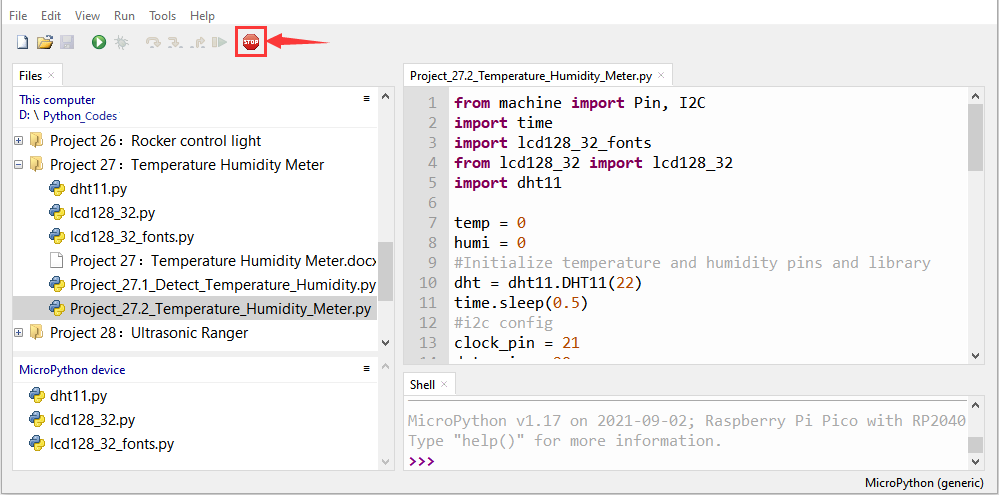 File Edit View Run Tools Help
STOP
Files
This computer
D: \ Python_Codes
Project 26：Rocker control light
Project 27：Temperature Humidity Meter
dht11.py
lcd128_32.py
lcd128_32_fonts.py
Project 27：Temperature Humidity Meter.docx
Project_27.1_Detect_Temperature_Humidity.py
Project_27.2_Temperature_Humidity_Meter.py
Project 28：Ultrasonic Ranger
MicroPython device
dht11.py
lcd128_32.py
lcd128_32_fonts.py
Project_27.2_Temperature_Humidity_Meter.py
1 from machine import Pin, I2C
2 import time
3 import lcd128_32_fonts
4 from lcd128_32 import lcd128_32
5 import dht11
6
7 temp = 0
8 humi = 0
9 #Initialize temperature and humidity pins and library
10 dht = dht11.DHT11(22)
11 time.sleep(0.5)
12 #i2c config
13 clock_pin = 21
Shell
MicroPython v1.17 on 2021-09-02; Raspberry Pi Pico with RP2040
Type "help()" for more information.
>>>
MicroPython (generic)